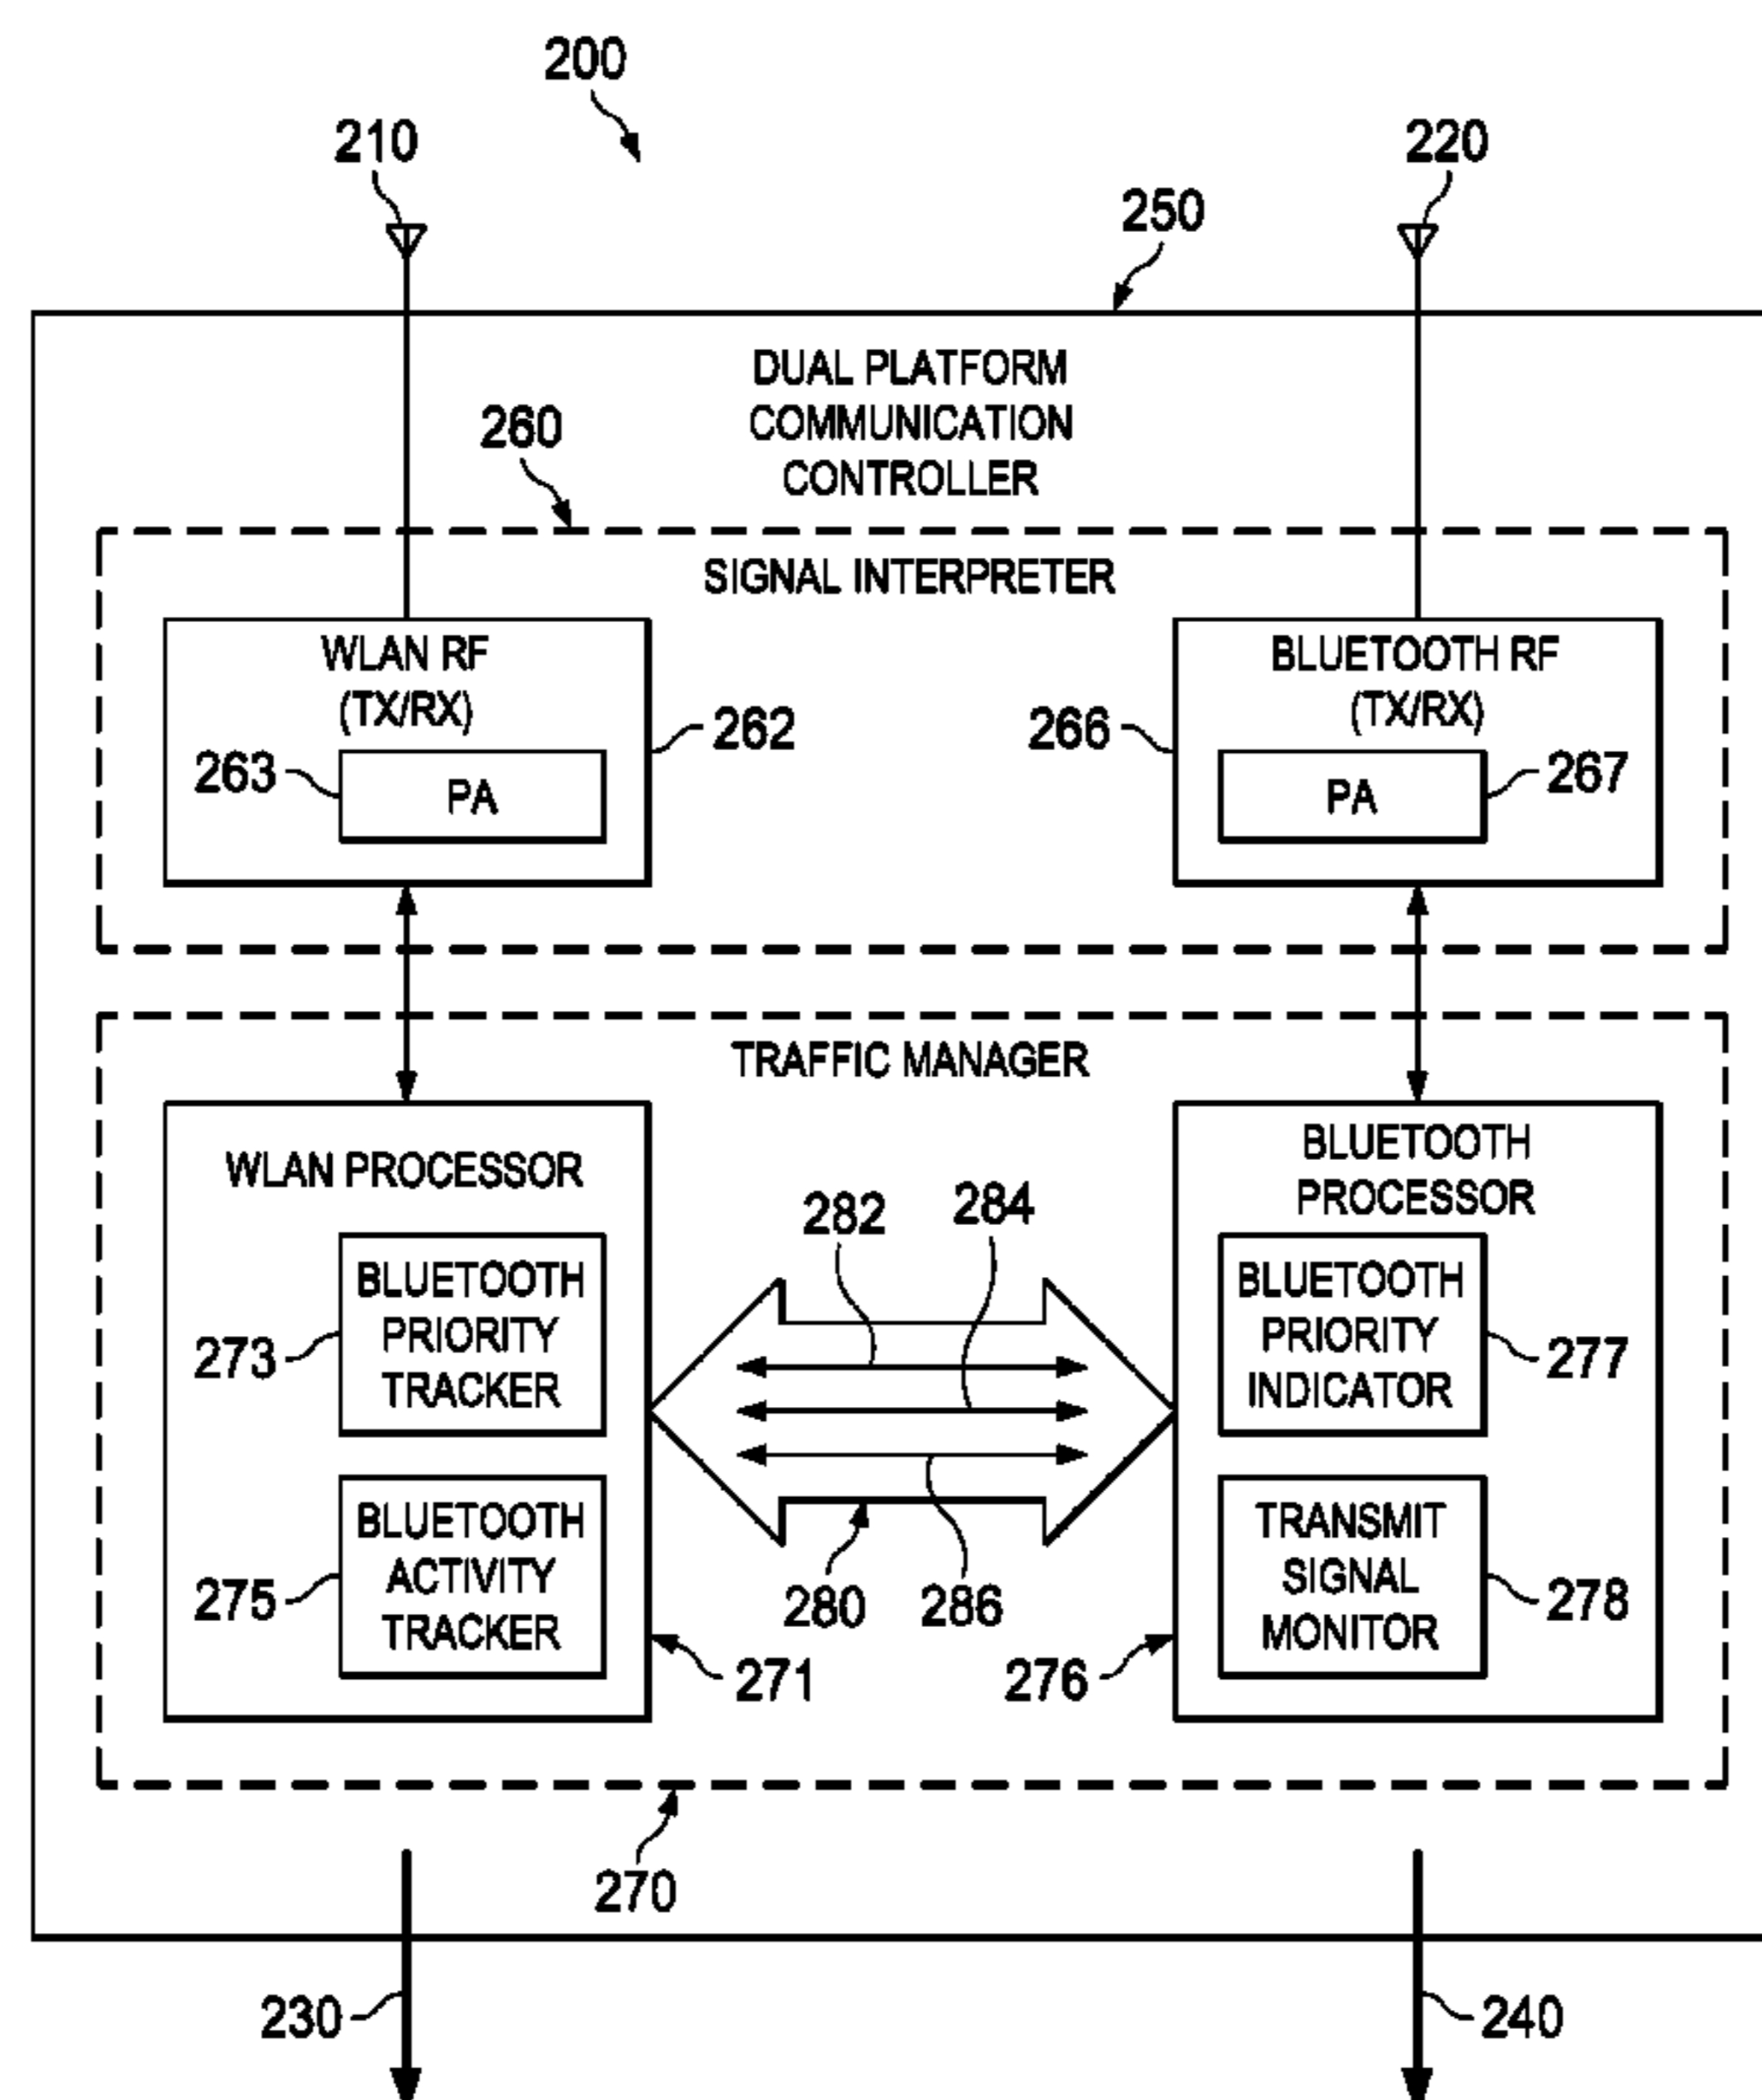 200
210
220
250
DUAL PLATFORM
COMMUNICATION
CONTROLLER
260
SIGNAL INTERPRETER
WLAN RF
(TX/RX)
262
263
PA
BLUETOOTH RF
(TX/RX)
266
267
PA
TRAFFIC MANAGER
WLAN PROCESSOR
BLUETOOTH
PRIORITY
TRACKER
273
BLUETOOTH
ACTIVITY
TRACKER
275
271
282
284
280
286
BLUETOOTH
PROCESSOR
BLUETOOTH
PRIORITY
INDICATOR
277
TRANSMIT
SIGNAL
MONITOR
278
276
270
230
240